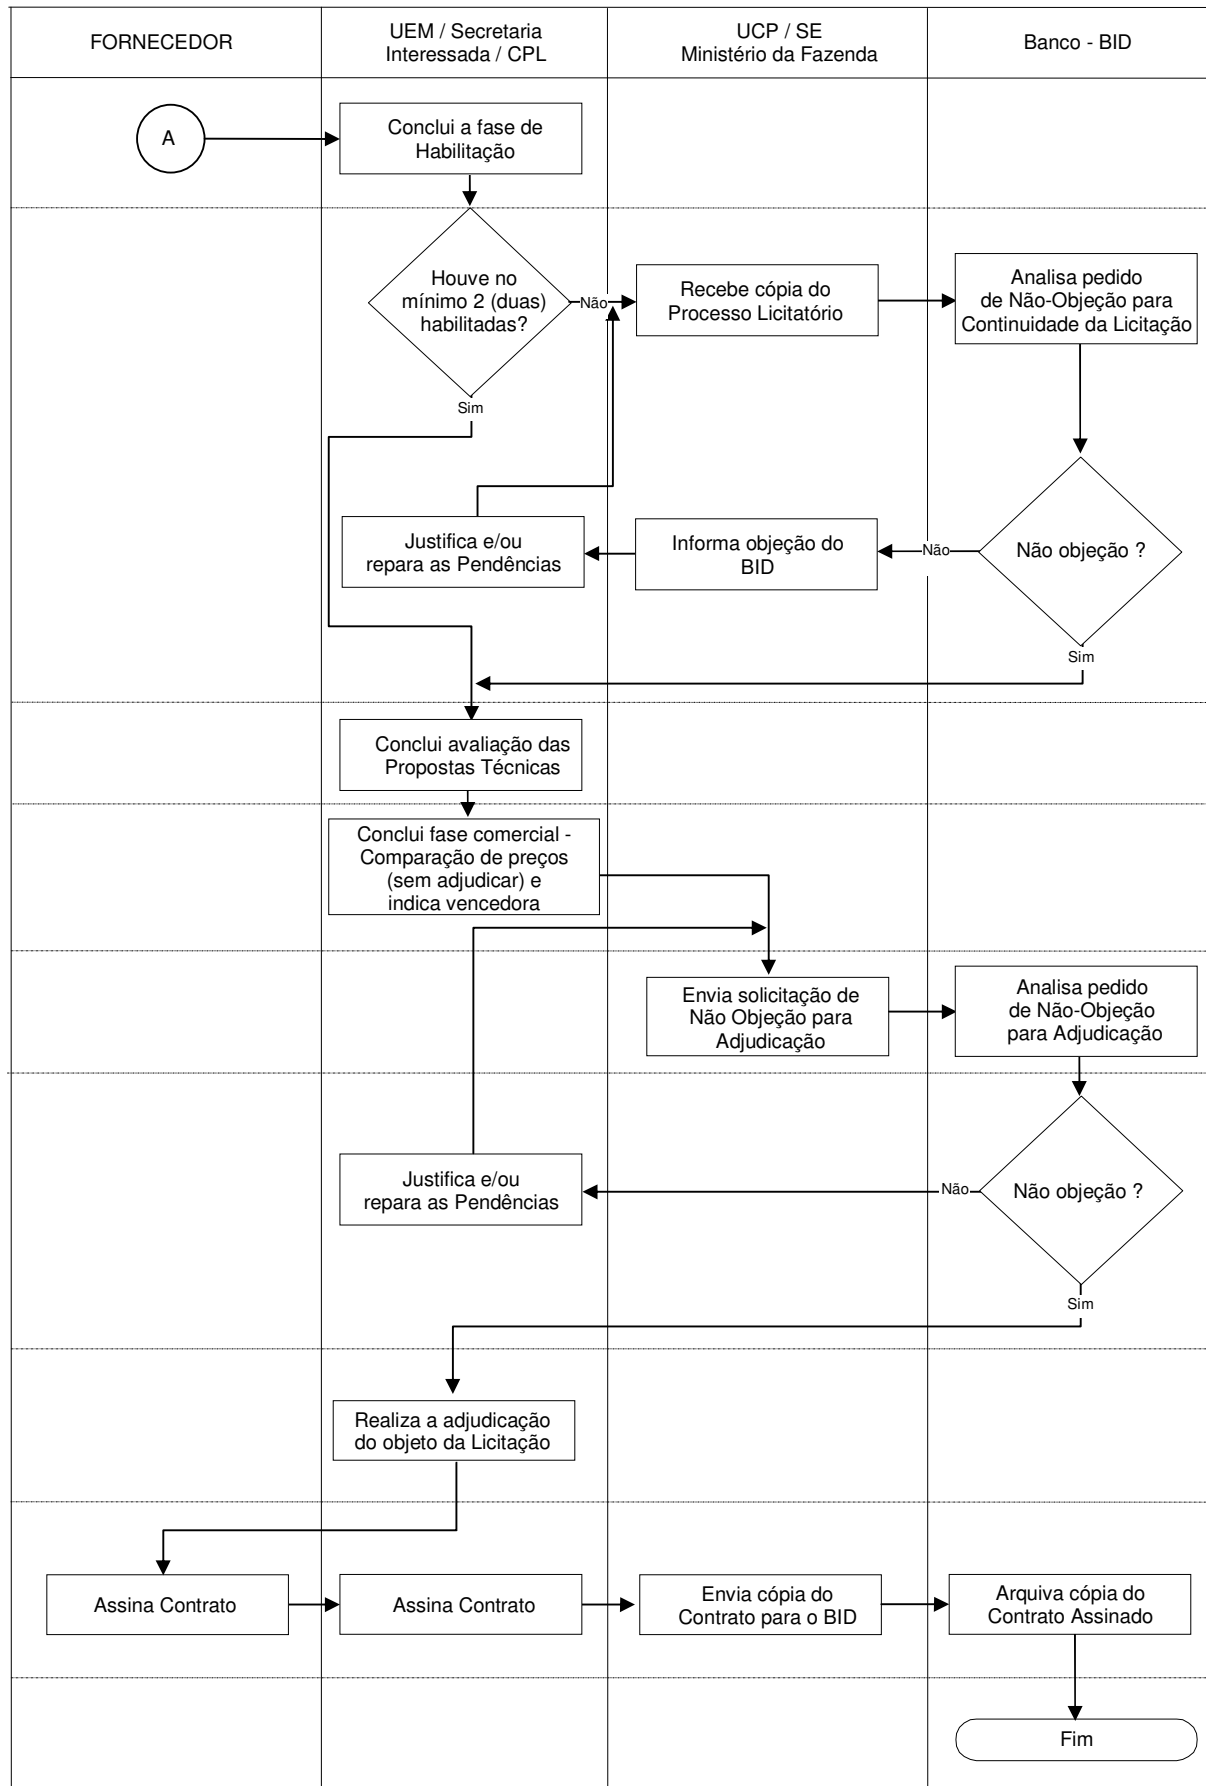 FORNECEDOR
UEM / Secretaria
Interessada / CPL
UCP / SE
Ministério da Fazenda
Banco - BID
A
Conclui a fase de
Habilitação
Houve no
mínimo 2 (duas)
habilitadas?
Não
Recebe cópia do
Processo Licitatório
Analisa pedido
de Não-Objeção para
Continuidade da Licitação
Sim
Justifica e/ou
repara as Pendências
Informa objeção do
BID
Não
Não objeção ?
Sim
Conclui avaliação das
Propostas Técnicas
Conclui fase comercial -
Comparação de preços
(sem adjudicar) e
indica vencedora
Envia solicitação de
Não Objeção para
Adjudicação
Analisa pedido
de Não-Objeção
para Adjudicação
Justifica e/ou
repara as Pendências
Não
Não objeção ?
Sim
Realiza a adjudicação
do objeto da Licitação
Assina Contrato
Assina Contrato
Envia cópia do
Contrato para o BID
Arquiva cópia do
Contrato Assinado
Fim